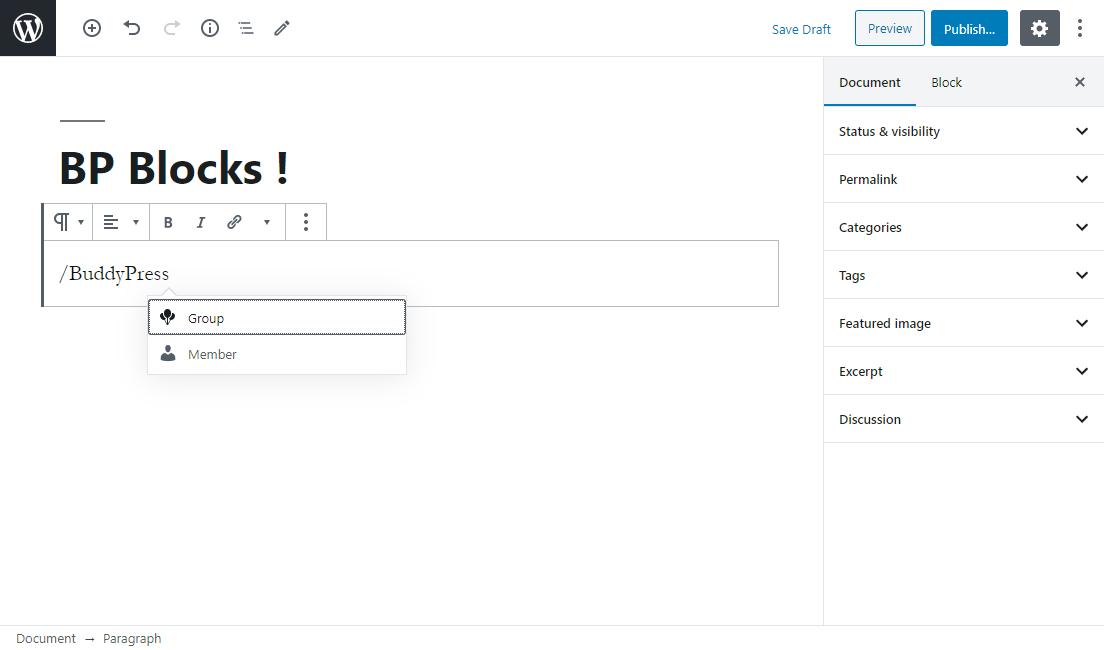 Save Draft
Preview
Publish...
Document
Block
Status & visibility
Permalink
Categories
Tags
Featured image
Excerpt
Discussion
BP Blocks !
B I
/BuddyPress
Group
Member
Document → Paragraph